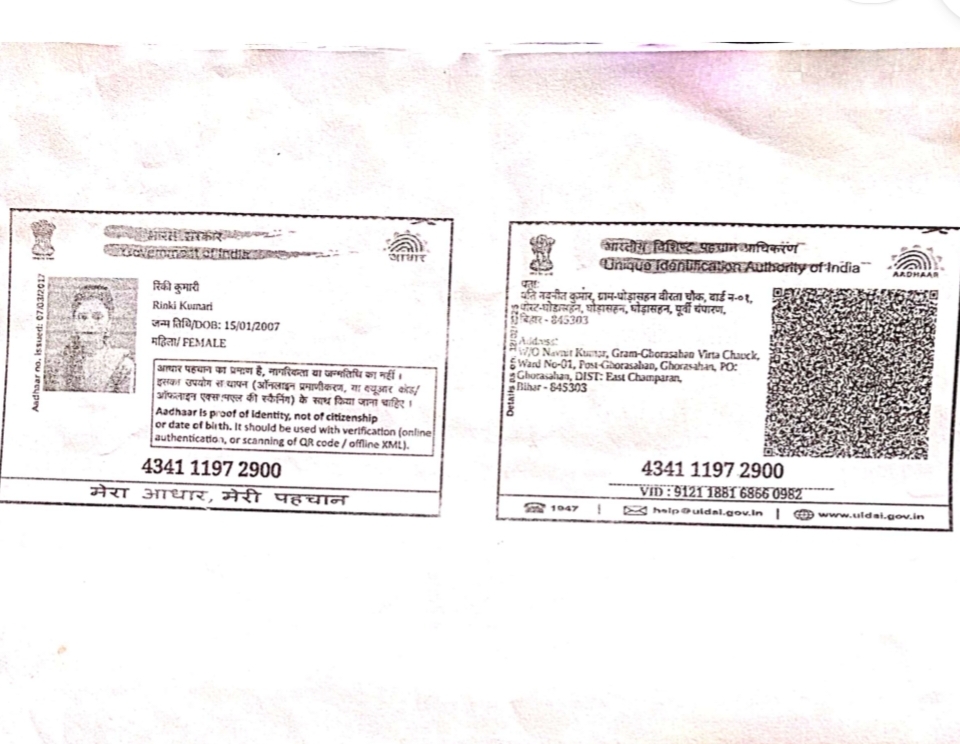 भारत सरकार
Government of India
आधार
Aadhaar no. issued: 07/03/2017
रिंकी कुमारी
Rinki Kumari
जन्म तिथि/DOB: 15/01/2007
महिला/ FEMALE
आधार पहचान का प्रमाण है, नागरिकता या जन्मतिथि का नहीं ।
इसका उपयोग सत्यापन (ऑनलाइन प्रमाणीकरण, या क्यूआर कोड/
ऑफलाइन एक्सएमएल की स्कैनिंग) के साथ किया जाना चाहिए ।
Aadhaar is proof of identity, not of citizenship
or date of birth. It should be used with verification (online
authentication, or scanning of QR code / offline XML).
4341 1197 2900
मेरा आधार, मेरी पहचान
भारतीय विशिष्ट पहचान प्राधिकरण
Unique Identification Authority of India
AADHAAR
Details as on:
पता:
पति नवनीत कुमार, ग्राम-घोड़ासहन वीरता चौक, वार्ड न-०१,
पोस्ट-घोड़ासहन, घोड़ासहन, घोड़ासहन, पूर्वी चंपारण,
बिहार - 845303
Address:
W/O Navnit Kumar, Gram-Ghorasahan Virta Chauck,
Ward No-01, Post-Ghorasahan, Ghorasahan, PO:
Ghorasahan, DIST: East Champaran,
Bihar - 845303
4341 1197 2900
VID : 9121 1881 6866 0982
1947 | help@uidai.gov.in | www.uidai.gov.in